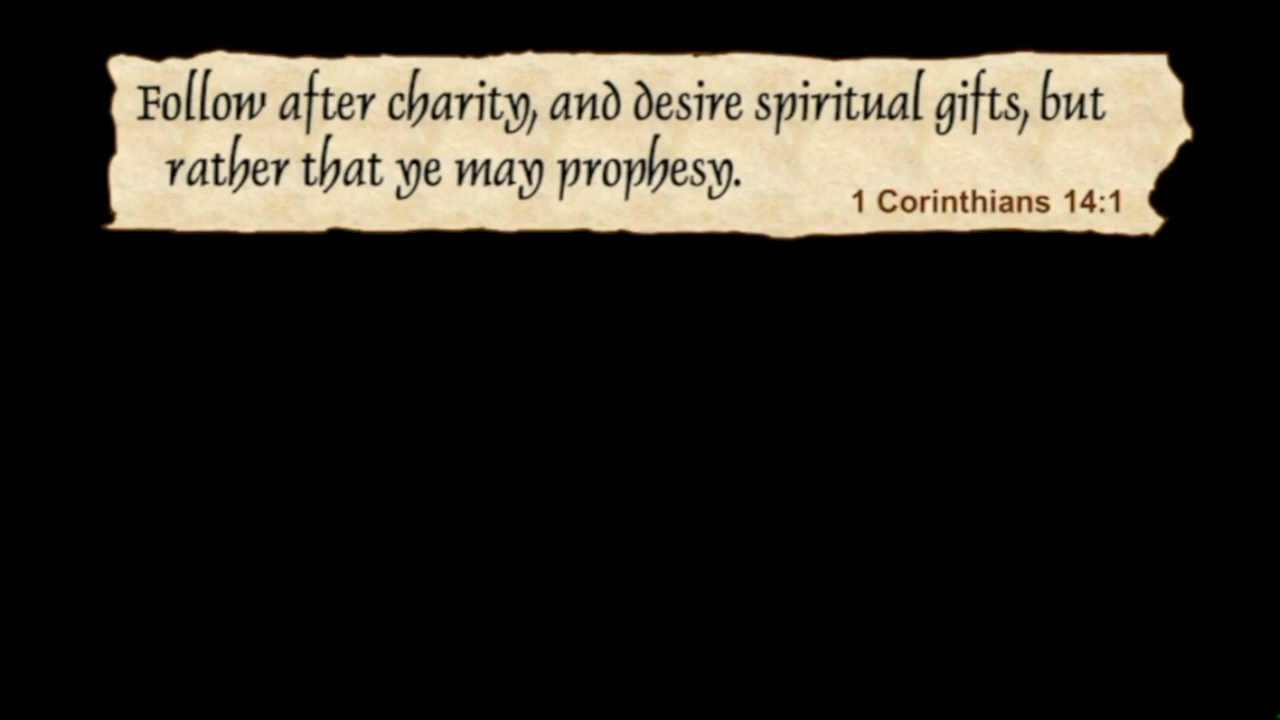 Follow after charity, and desire spiritual gifts, but
rather that ye may prophesy.
1 Corinthians 14:1